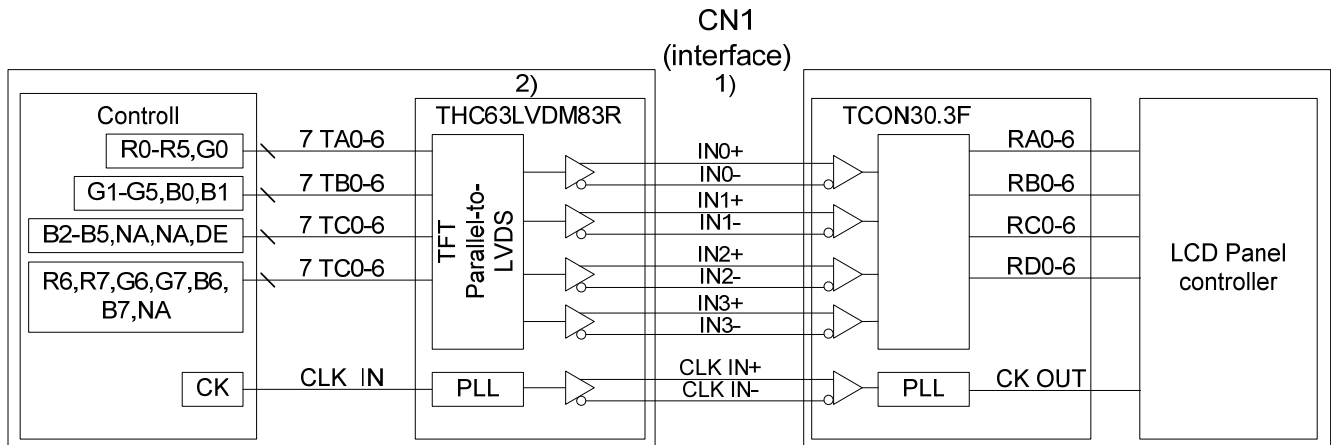 CN1
(interface)
1)
2)
Controll
R0-R5,G0
G1-G5,B0,B1
B2-B5,NA,NA,DE
R6,R7,G6,G7,B6,
B7,NA
CK
7 TA0-6
7 TB0-6
7 TC0-6
7 TC0-6
CLK IN
THC63LVDM83R
TFT
Parallel-to-
LVDS
PLL
IN0+
IN0-
IN1+
IN1-
IN2+
IN2-
IN3+
IN3-
CLK IN+
CLK IN-
TCON30.3F
PLL
RA0-6
RB0-6
RC0-6
RD0-6
CK OUT
LCD Panel
controller